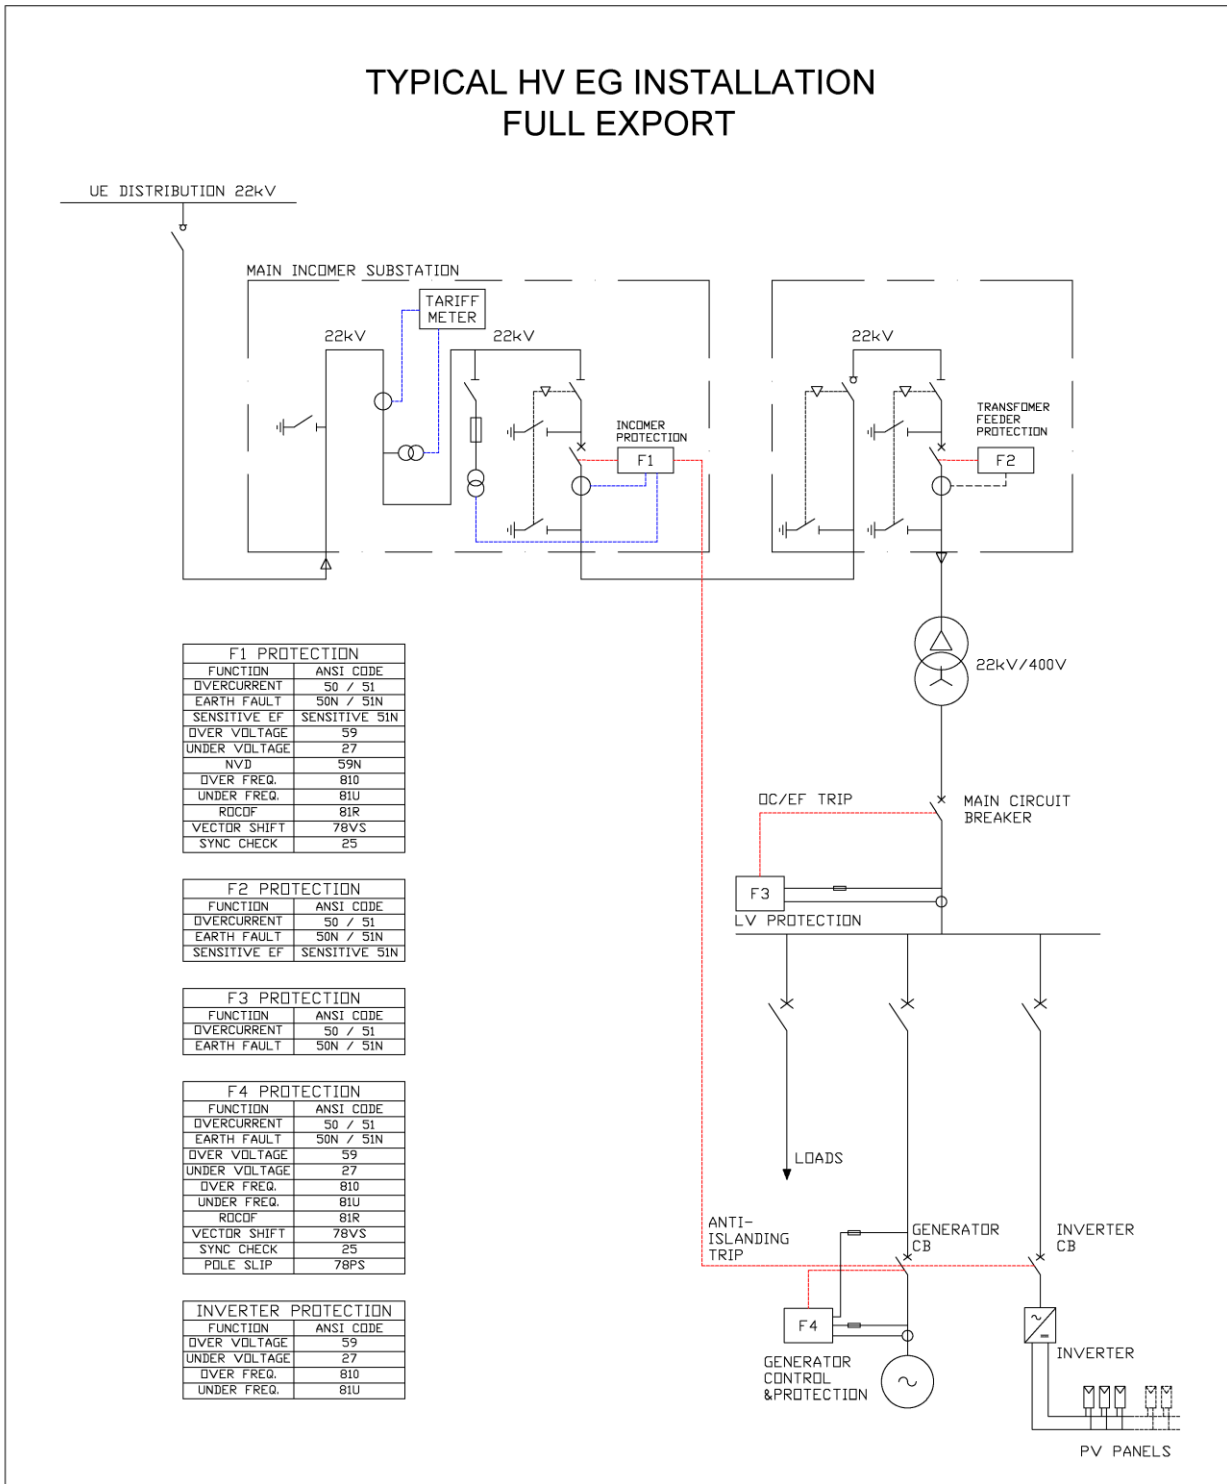 TYPICAL HV EG INSTALLATION
FULL EXPORT
UE DISTRIBUTION 22kV
MAIN INCOMER SUBSTATION
TARIFF
METER
22kV
22kV
22kV
INCOMER
PROTECTION
F1
TRANSFOMER
FEEDER
PROTECTION
F2
22kV/400V
OC/EF TRIP
MAIN CIRCUIT
BREAKER
F3
LV PROTECTION
LOADS
ANTI-
ISLANDING
TRIP
GENERATOR
CB
INVERTER
CB
F4
GENERATOR
CONTROL
&PROTECTION
INVERTER
PV PANELS
F1 PROTECTION
FUNCTION ANSI CODE
OVERCURRENT 50 / 51
EARTH FAULT 50N / 51N
SENSITIVE EF SENSITIVE 51N
OVER VOLTAGE 59
UNDER VOLTAGE 27
NVD 59N
OVER FREQ. 81O
UNDER FREQ. 81U
ROCOF 81R
VECTOR SHIFT 78VS
SYNC CHECK 25
F2 PROTECTION
FUNCTION ANSI CODE
OVERCURRENT 50 / 51
EARTH FAULT 50N / 51N
SENSITIVE EF SENSITIVE 51N
F3 PROTECTION
FUNCTION ANSI CODE
OVERCURRENT 50 / 51
EARTH FAULT 50N / 51N
F4 PROTECTION
FUNCTION ANSI CODE
OVERCURRENT 50 / 51
EARTH FAULT 50N / 51N
OVER VOLTAGE 59
UNDER VOLTAGE 27
OVER FREQ. 81O
UNDER FREQ. 81U
ROCOF 81R
VECTOR SHIFT 78VS
SYNC CHECK 25
POLE SLIP 78PS
INVERTER PROTECTION
FUNCTION ANSI CODE
OVER VOLTAGE 59
UNDER VOLTAGE 27
OVER FREQ. 81O
UNDER FREQ. 81U